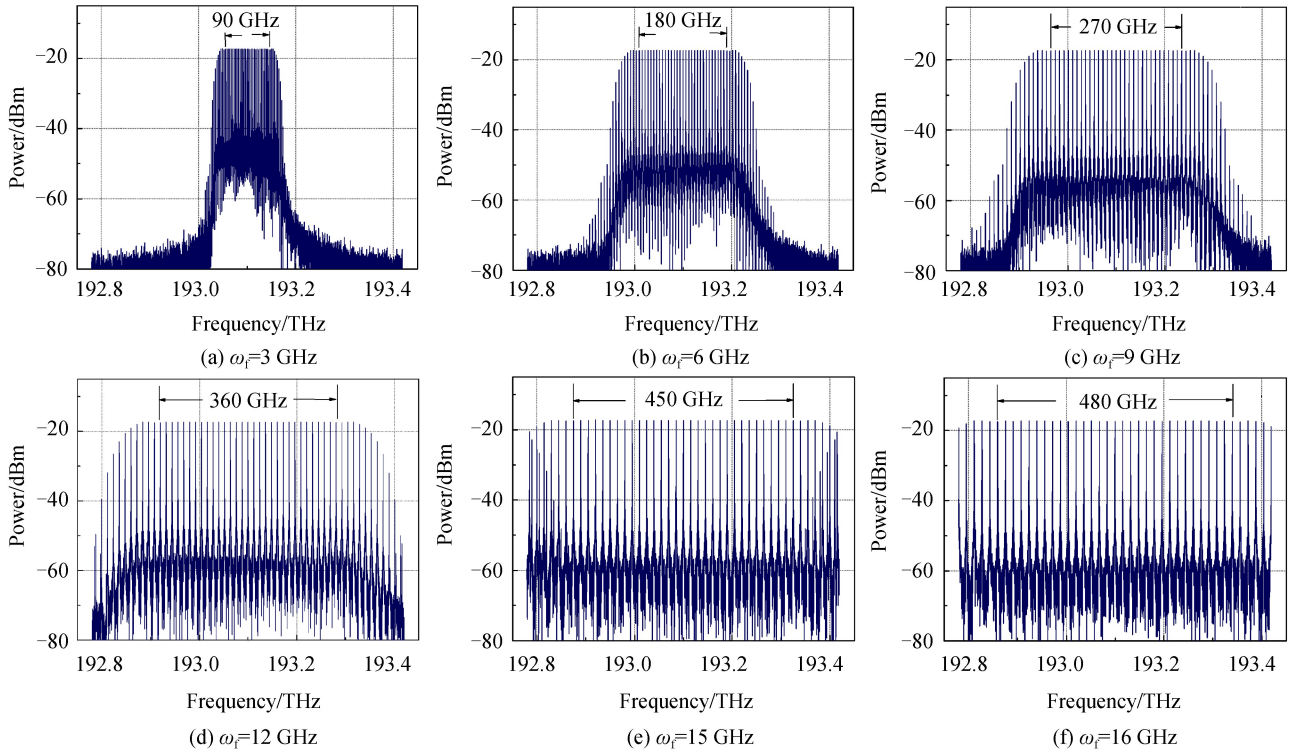 90 GHz
−20
−40
−60
−80
Power/dBm
192.8 193.0 193.2 193.4
Frequency/THz
(a) ωf=3 GHz
180 GHz
−20
−40
−60
−80
Power/dBm
192.8 193.0 193.2 193.4
Frequency/THz
(b) ωf=6 GHz
270 GHz
−20
−40
−60
−80
Power/dBm
192.8 193.0 193.2 193.4
Frequency/THz
(c) ωf=9 GHz
360 GHz
−20
−40
−60
−80
Power/dBm
192.8 193.0 193.2 193.4
Frequency/THz
(d) ωf=12 GHz
450 GHz
−20
−40
−60
−80
Power/dBm
192.8 193.0 193.2 193.4
Frequency/THz
(e) ωf=15 GHz
480 GHz
−20
−40
−60
−80
Power/dBm
192.8 193.0 193.2 193.4
Frequency/THz
(f) ωf=16 GHz